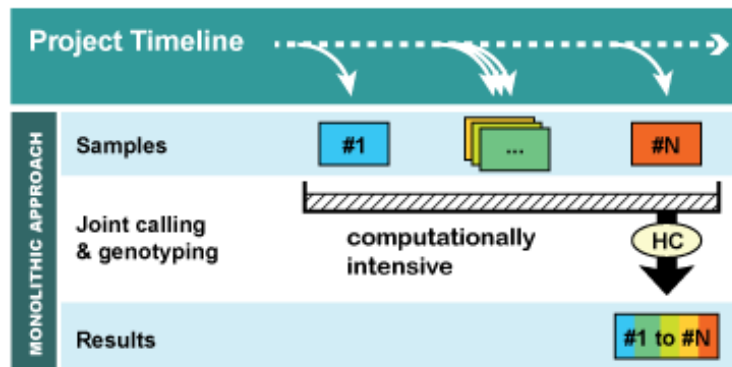 Project Timeline
MONOLITHIC APPROACH
Samples
#1
...
#N
Joint calling
& genotyping
computationally
intensive
HC
Results
#1 to #N